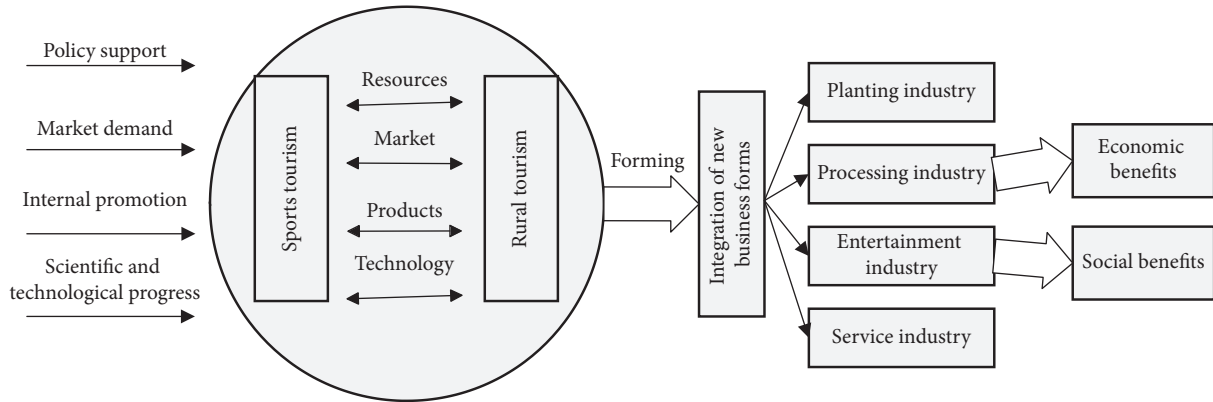 Policy support
Market demand
Internal promotion
Scientific and
technological progress
Sports tourism
Resources
Market
Products
Technology
Rural tourism
Forming
Integration of new
business forms
Planting industry
Processing industry
Entertainment
industry
Service industry
Economic
benefits
Social benefits